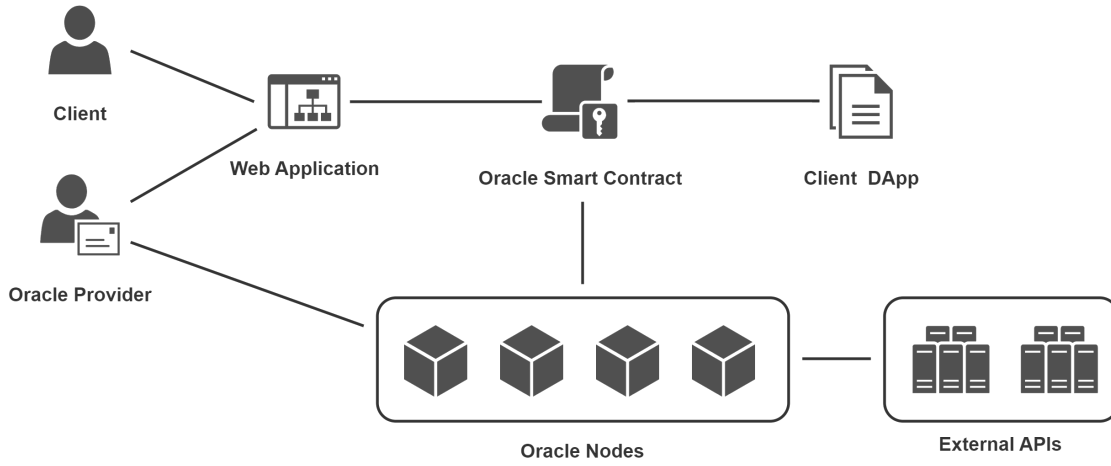 Client
Web Application
Oracle Smart Contract
Client DApp
Oracle Provider
Oracle Nodes
External APIs